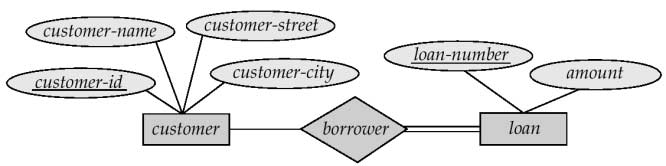 customer-name
customer-street
customer-id
customer-city
loan-number
amount
customer
borrower
loan